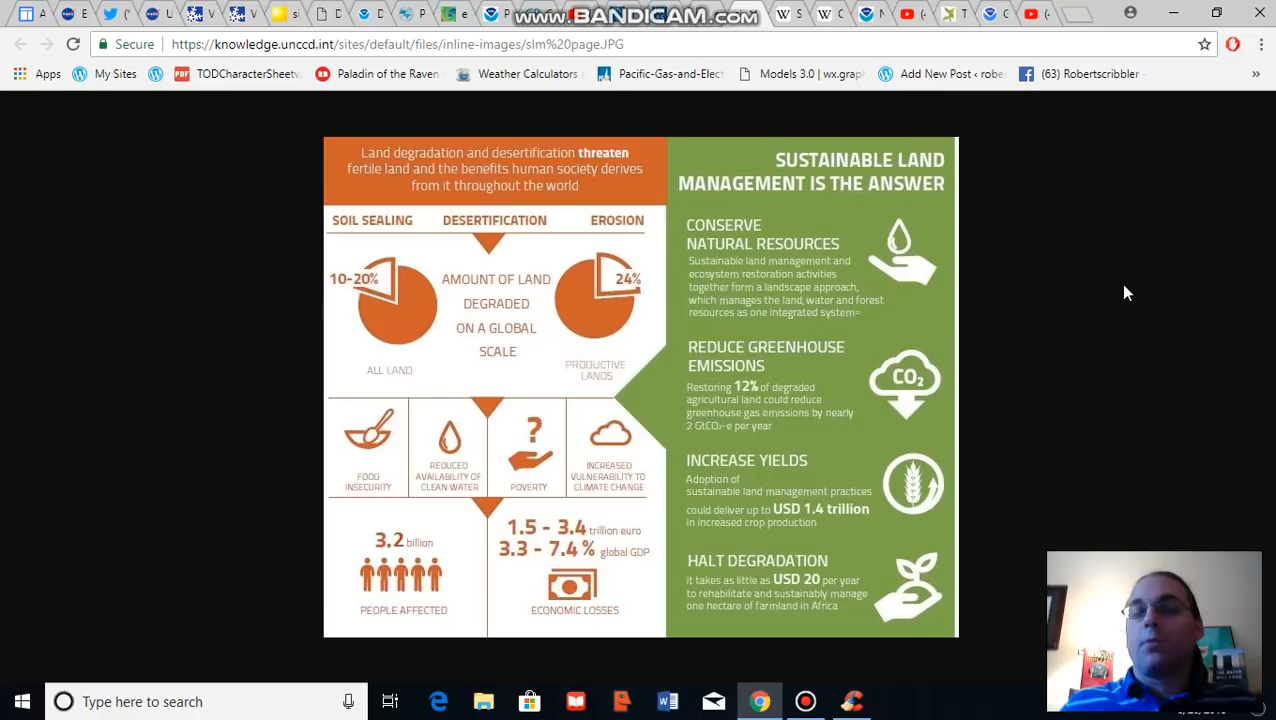 www.BANDICAM.com
Secure
https://knowledge.unccd.int/sites/default/files/inline-images/slm%20pageJPG
Apps
My Sites
TODCharacterSheetv
Paladin of the Raven
Weather Calculators
Pacific-Gas-and-Elect
Models 3.0 | wx.grap
Add New Post ‹ rober
(63) Robertscribbler -
Land degradation and desertification threaten
fertile land and the benefits human society derives
from it throughout the world
SOIL SEALING
DESERTIFICATION
EROSION
10-20%
AMOUNT OF LAND
DEGRADED
ON A GLOBAL
SCALE
24%
ALL LAND
PRODUCTIVE
LANDS
FOOD
INSECURITY
REDUCED
AVAILABILITY OF
CLEAN WATER
?
POVERTY
INCREASED
VULNERABILITY TO
CLIMATE CHANGE
3.2 billion
PEOPLE AFFECTED
1.5 - 3.4 trillion euro
3.3 - 7.4 % global GDP
ECONOMIC LOSSES
SUSTAINABLE LAND
MANAGEMENT IS THE ANSWER
CONSERVE
NATURAL RESOURCES
Sustainable land management and
ecosystem restoration activities
together form a landscape approach,
which manages the land, water and forest
resources as one integrated system
REDUCE GREENHOUSE
EMISSIONS
Restoring 12% of degraded
agricultural land could reduce
greenhouse gas emissions by nearly
2 GtCO₂-e per year
CO₂
INCREASE YIELDS
Adoption of
sustainable land management practices
could deliver up to USD 1.4 trillion
in increased crop production
HALT DEGRADATION
it takes as little as USD 20 per year
to rehabilitate and sustainably manage
one hectare of farmland in Africa
Type here to search